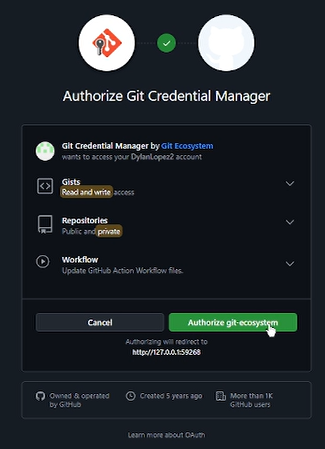 Authorize Git Credential Manager
Git Credential Manager by Git Ecosystem
wants to access your DylanLopez2 account
Gists
Read and write access
Repositories
Public and private
Workflow
Update GitHub Action Workflow files.
Cancel
Authorize git-ecosystem
Authorizing will redirect to
http://127.0.0.1:59268
Owned & operated
by GitHub
Created 5 years ago
More than 1K
GitHub users
Learn more about OAuth